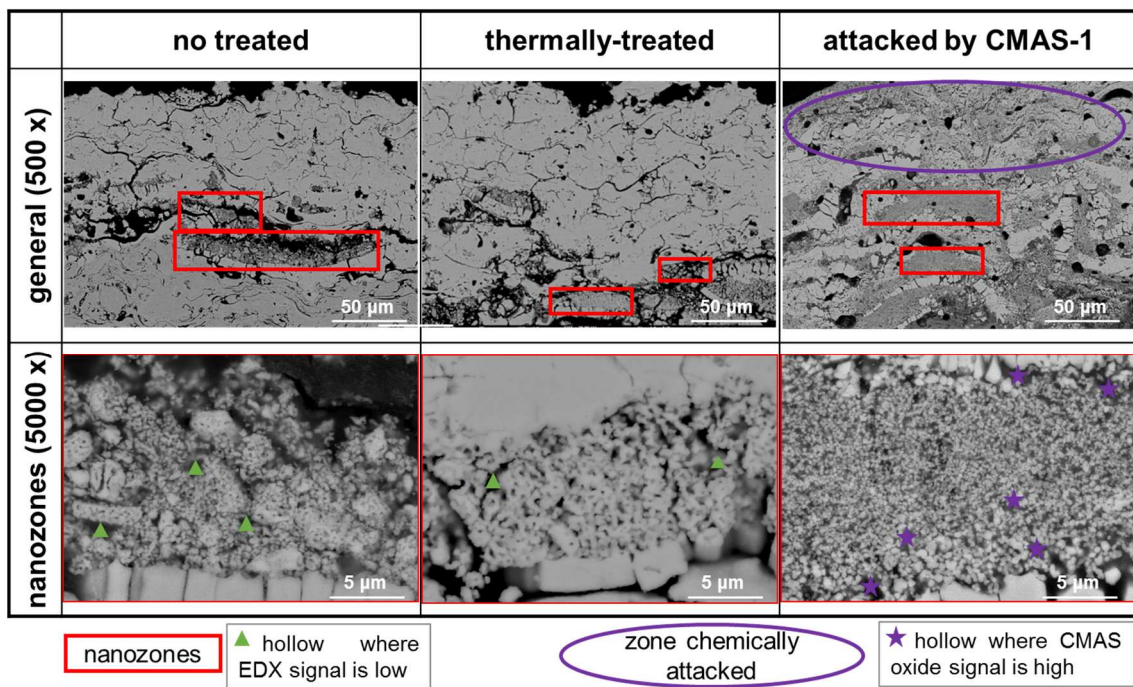 no treated
thermally-treated
attacked by CMAS-1
general (500 x)
50 µm
50 µm
50 µm
nanozones (5000 x)
5 µm
5 µm
5 µm
nanozones
hollow where
EDX signal is low
zone chemically
attacked
hollow where CMAS
oxide signal is high